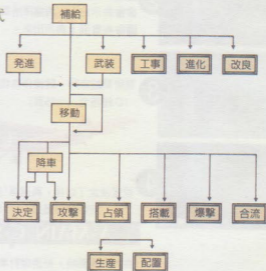 式
補給
発進 武装 工事 進化 改良
移動
降車
決定 攻撃 占領 搭載 爆撃 合流
生産 配置